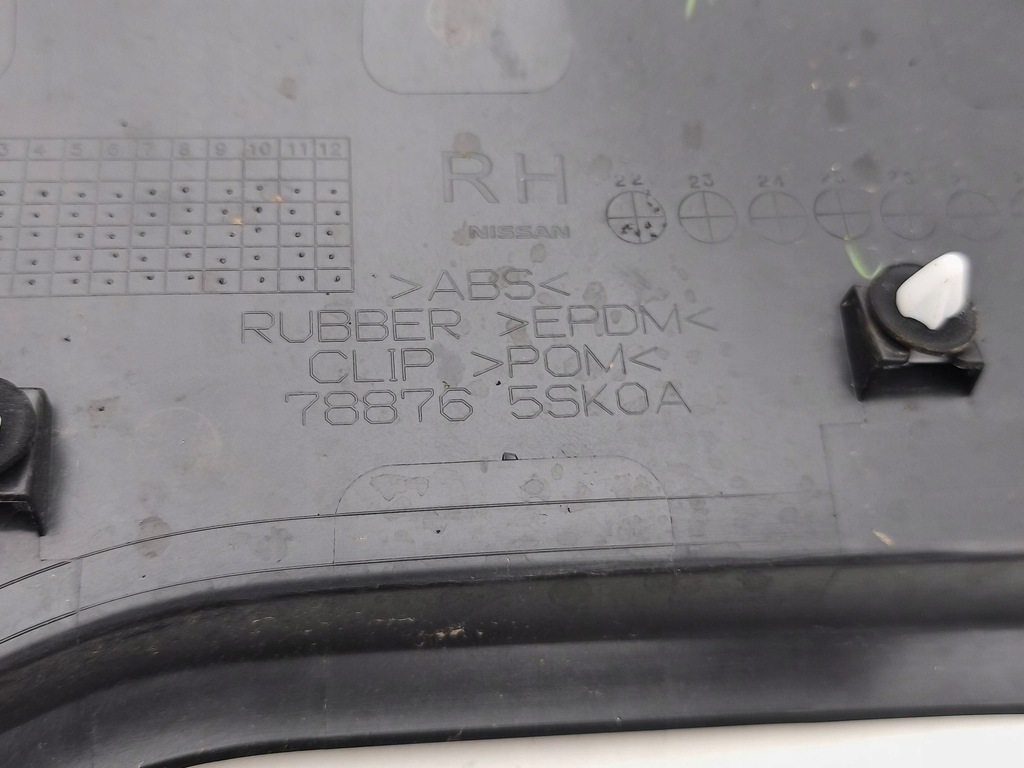 3 4 5 6 7 8 9 10 11 12
RH
22 23 24
NISSAN
>ABS<
RUBBER >EPDM<
CLIP >POM<
78876 5SK0A